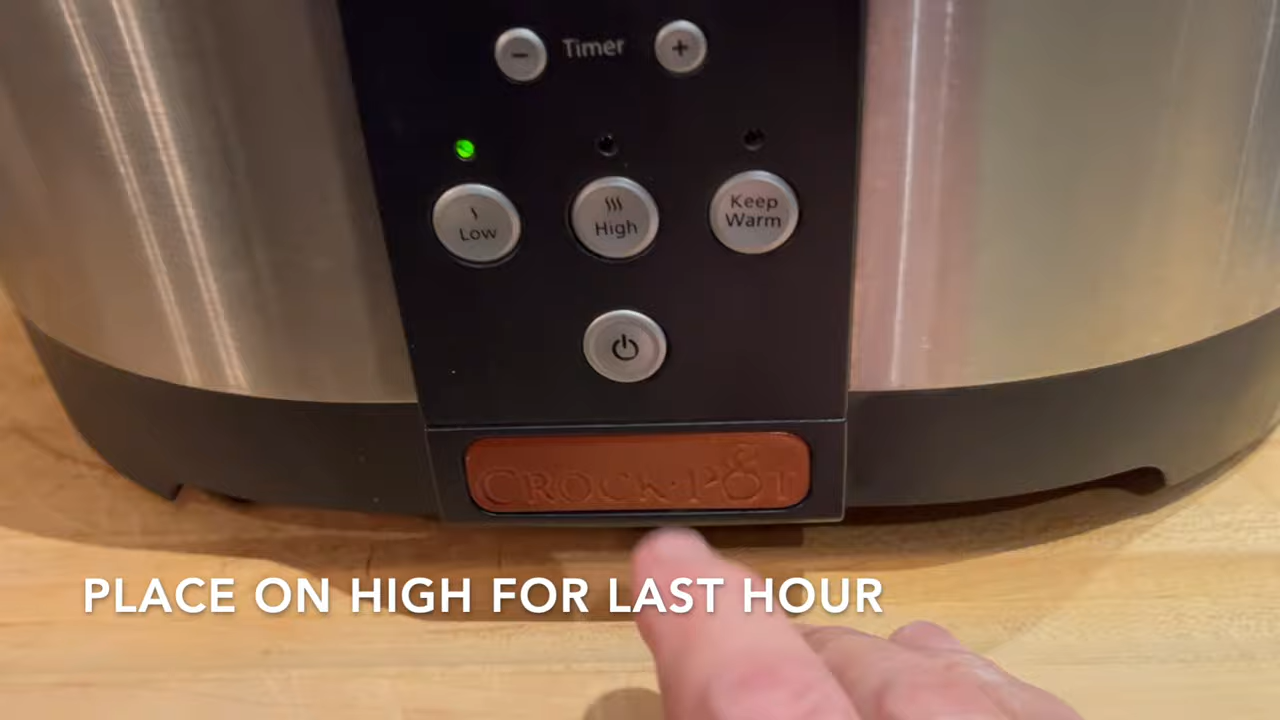 − Timer +
Low
High
Keep
Warm
CROCK·POT
PLACE ON HIGH FOR LAST HOUR